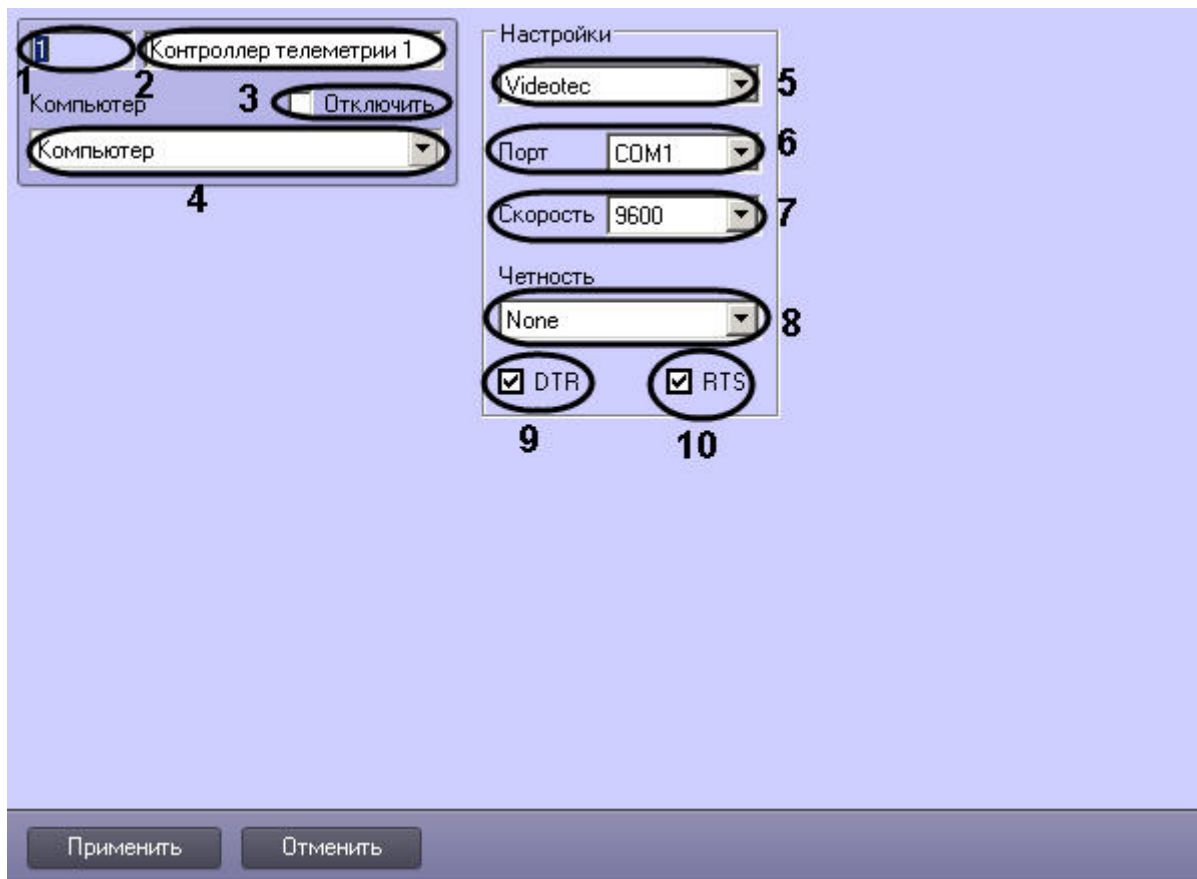 1 Контроллер телеметрии 1
1 2
Компьютер 3 Отключить
Компьютер
4
Настройки
Videotec 5
Порт COM1 6
Скорость 9600 7
Четность
None 8
DTR RTS
9 10
Применить Отменить